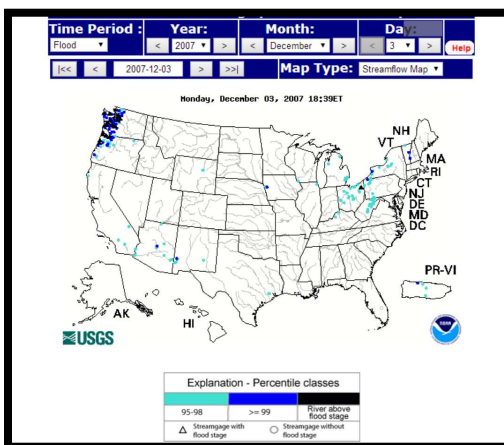 Time Period : Year: Month: Day:
Flood < 2007 > < December > < 3 > Help
|<< < 2007-12-03 > >>| Map Type: Streamflow Map
Monday, December 03, 2007 18:39ET
NH
VT
MA
RI
CT
NJ
DE
MD
DC
PR-VI
AK
HI
USGS
NOAA
Explanation - Percentile classes
95-98 >= 99 River above flood stage
Streamgage with flood stage Streamgage without flood stage